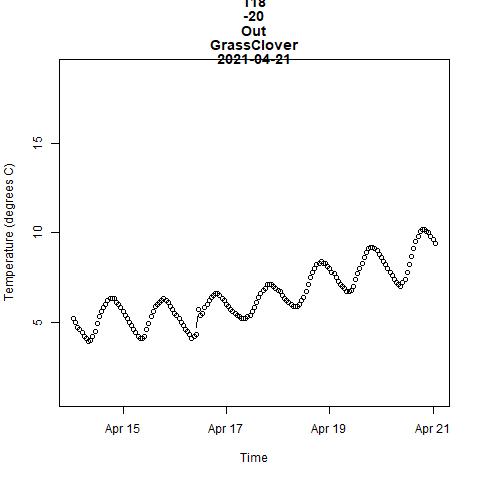 T18
-20
Out
GrassClover
2021-04-21
Temperature (degrees C)
15
10
5
Apr 15
Apr 17
Apr 19
Apr 21
Time